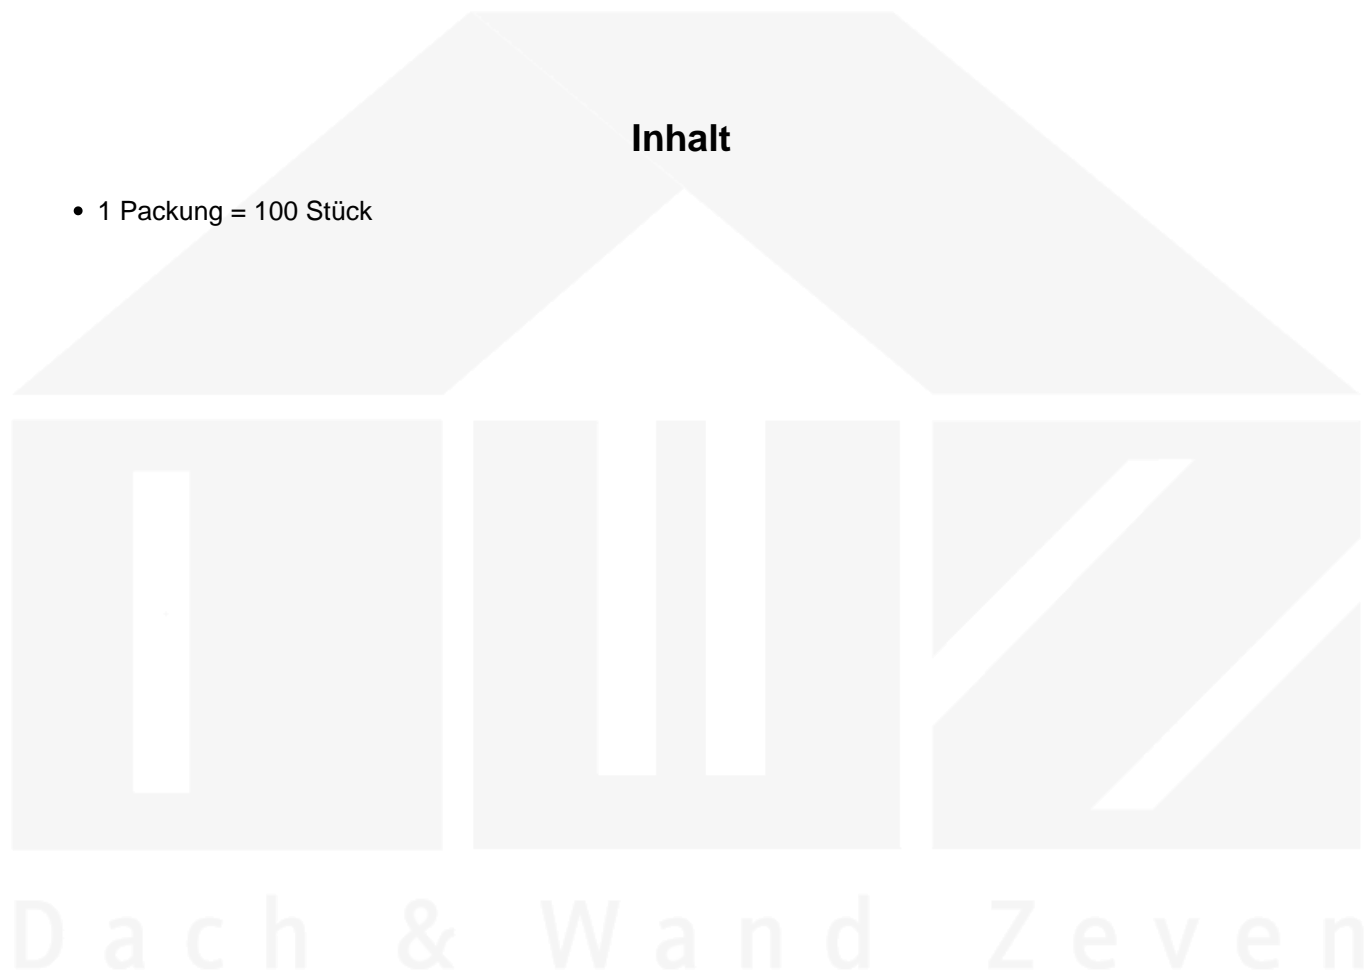 Inhalt
• 1 Packung = 100 Stück
Dach & Wand Zeven